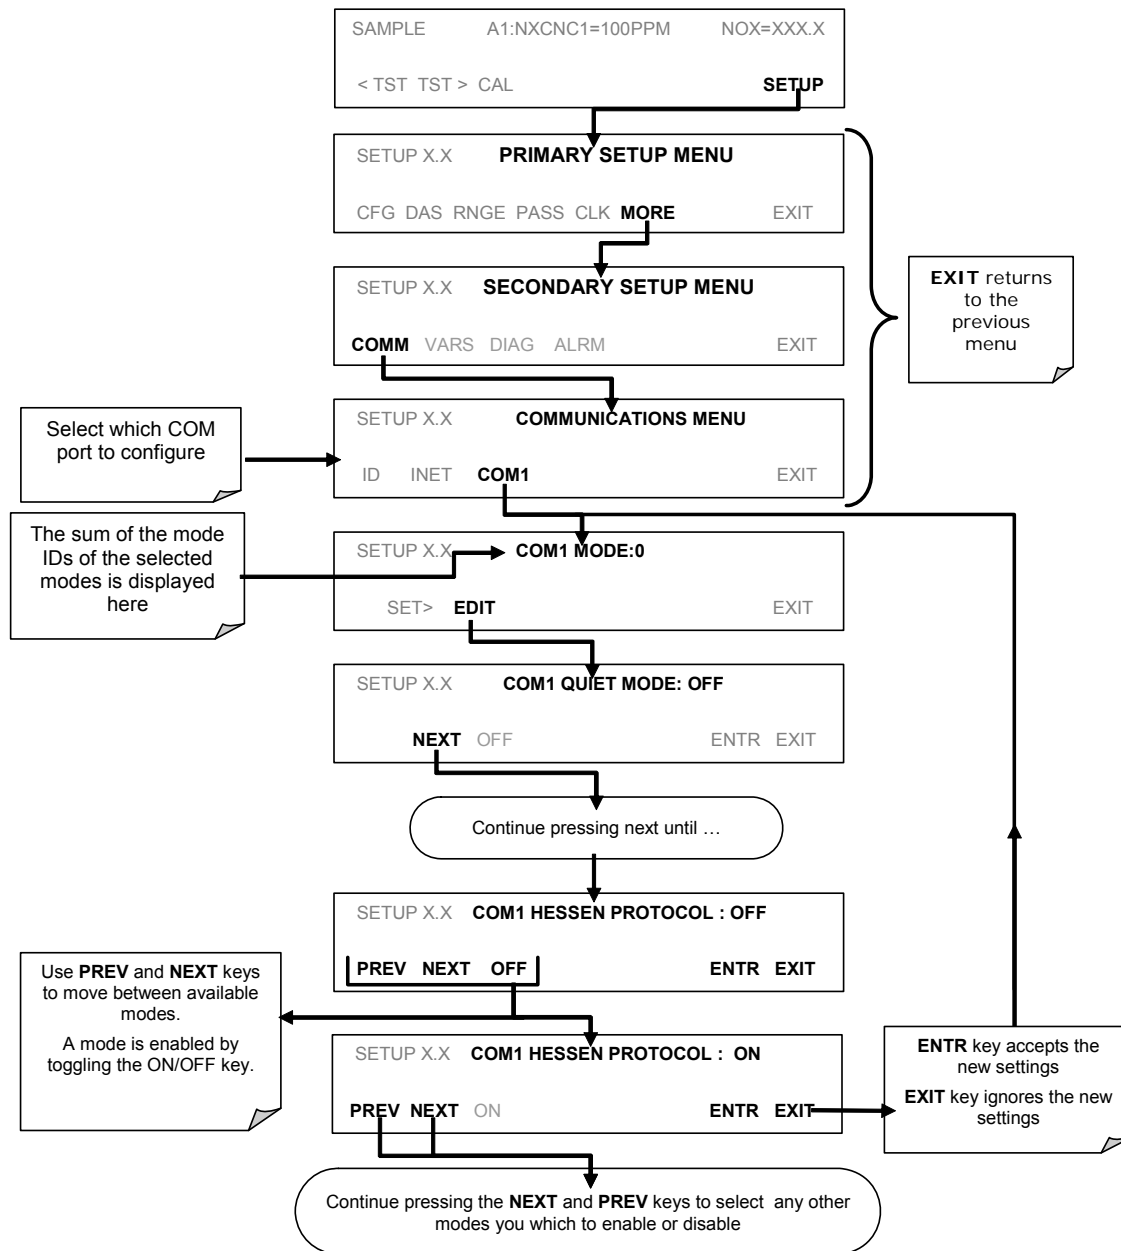 SAMPLE A1:NXCNC1=100PPM NOX=XXX.X
< TST TST > CAL SETUP
SETUP X.X PRIMARY SETUP MENU
CFG DAS RNGE PASS CLK MORE EXIT
SETUP X.X SECONDARY SETUP MENU
COMM VARS DIAG ALRM EXIT
EXIT returns
to the
previous
menu
Select which COM
port to configure
SETUP X.X COMMUNICATIONS MENU
ID INET COM1 EXIT
The sum of the mode
IDs of the selected
modes is displayed
here
SETUP X.X COM1 MODE:0
SET> EDIT EXIT
SETUP X.X COM1 QUIET MODE: OFF
NEXT OFF ENTR EXIT
Continue pressing next until …
SETUP X.X COM1 HESSEN PROTOCOL : OFF
PREV NEXT OFF ENTR EXIT
Use PREV and NEXT keys
to move between available
modes.
A mode is enabled by
toggling the ON/OFF key.
SETUP X.X COM1 HESSEN PROTOCOL : ON
PREV NEXT ON ENTR EXIT
ENTR key accepts the
new settings
EXIT key ignores the new
settings
Continue pressing the NEXT and PREV keys to select any other
modes you which to enable or disable